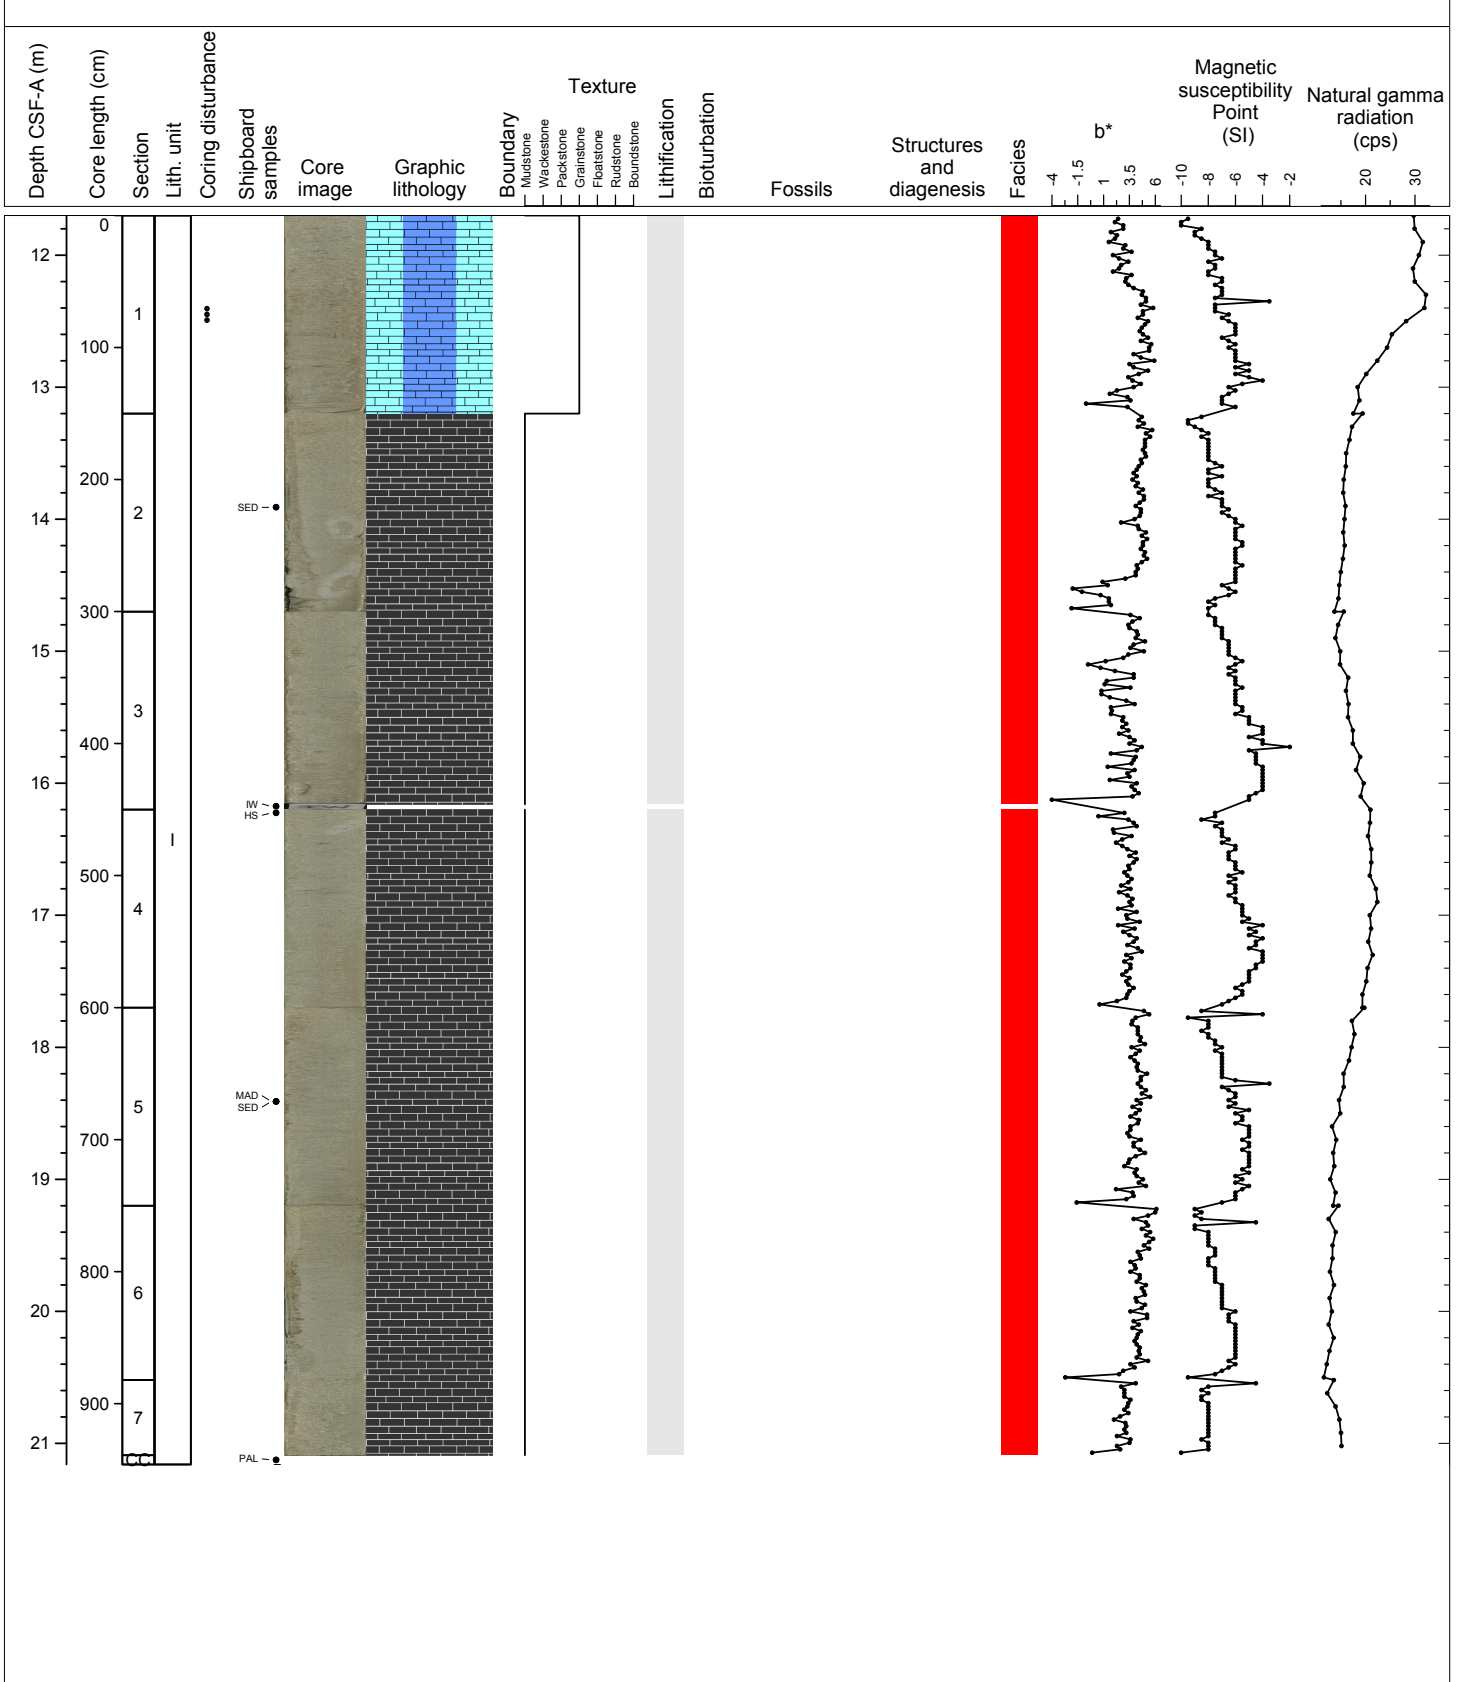 Depth CSF-A (m)
Core length (cm)
Section
Lith. unit
Coring disturbance
Shipboard
samples
Core
image
Graphic
lithology
Boundary
Texture
Mudstone
Wackestone
Packstone
Grainstone
Floatstone
Rudstone
Boundstone
Lithification
Bioturbation
Fossils
Structures
and
diagenesis
Facies
b*
-4
-1.5
1
3.5
6
Magnetic
susceptibility
Point
(SI)
-10
-8
-6
-4
-2
Natural gamma
radiation
(cps)
20
30
12
13
14
15
16
17
18
19
20
21
0
100
200
300
400
500
600
700
800
900
1
2
3
4
5
6
7
CC
I
SED
IW
HS
MAD
SED
PAL